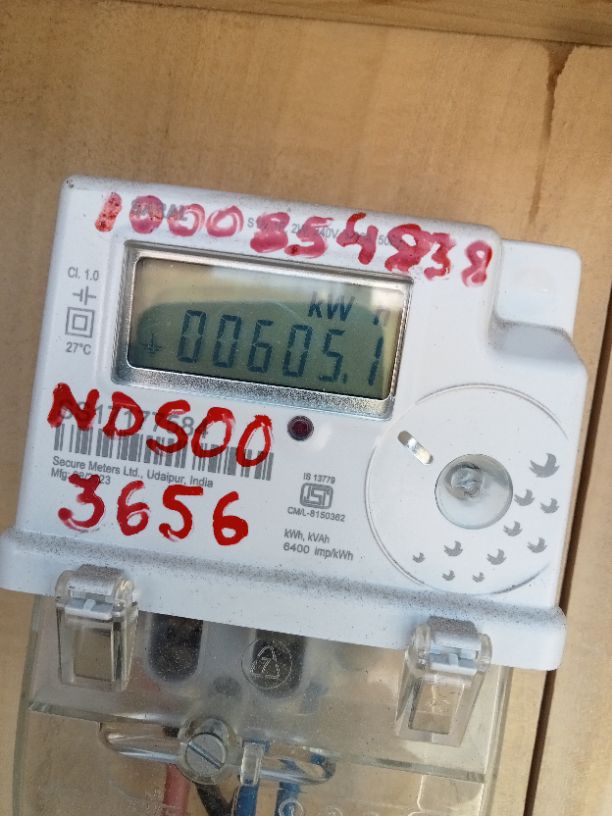 1000854838
Cl. 1.0
27°C
kW h
00605.1
NDS00
3656
Secure Meters Ltd., Udaipur, India
IS 13779
CM/L-8150362
kWh, kVAh
6400 imp/kWh